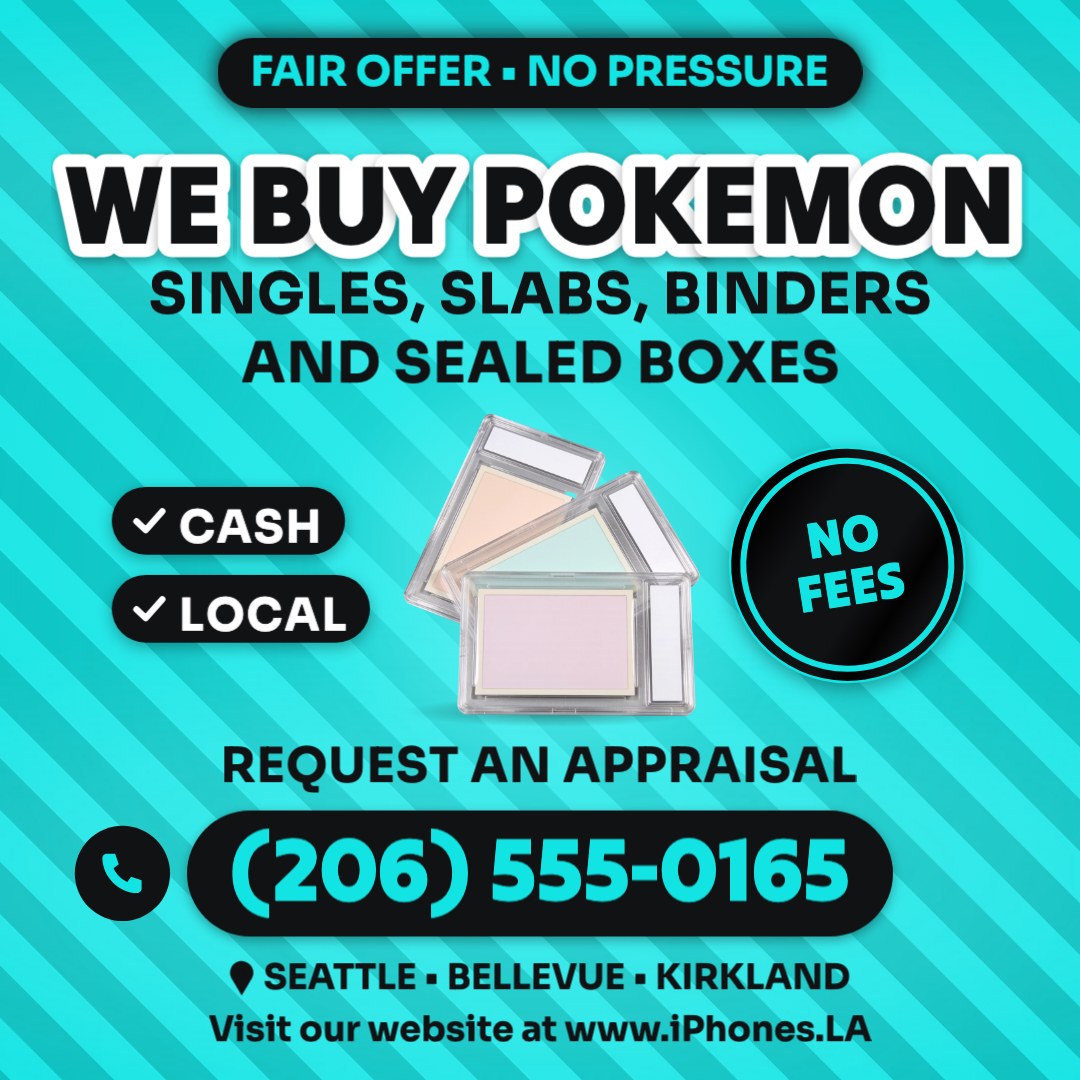 FAIR OFFER ▪ NO PRESSURE
WE BUY POKEMON
SINGLES, SLABS, BINDERS
AND SEALED BOXES
CASH
LOCAL
NO
FEES
REQUEST AN APPRAISAL
(206) 555-0165
SEATTLE ▪ BELLEVUE ▪ KIRKLAND
Visit our website at www.iPhones.LA